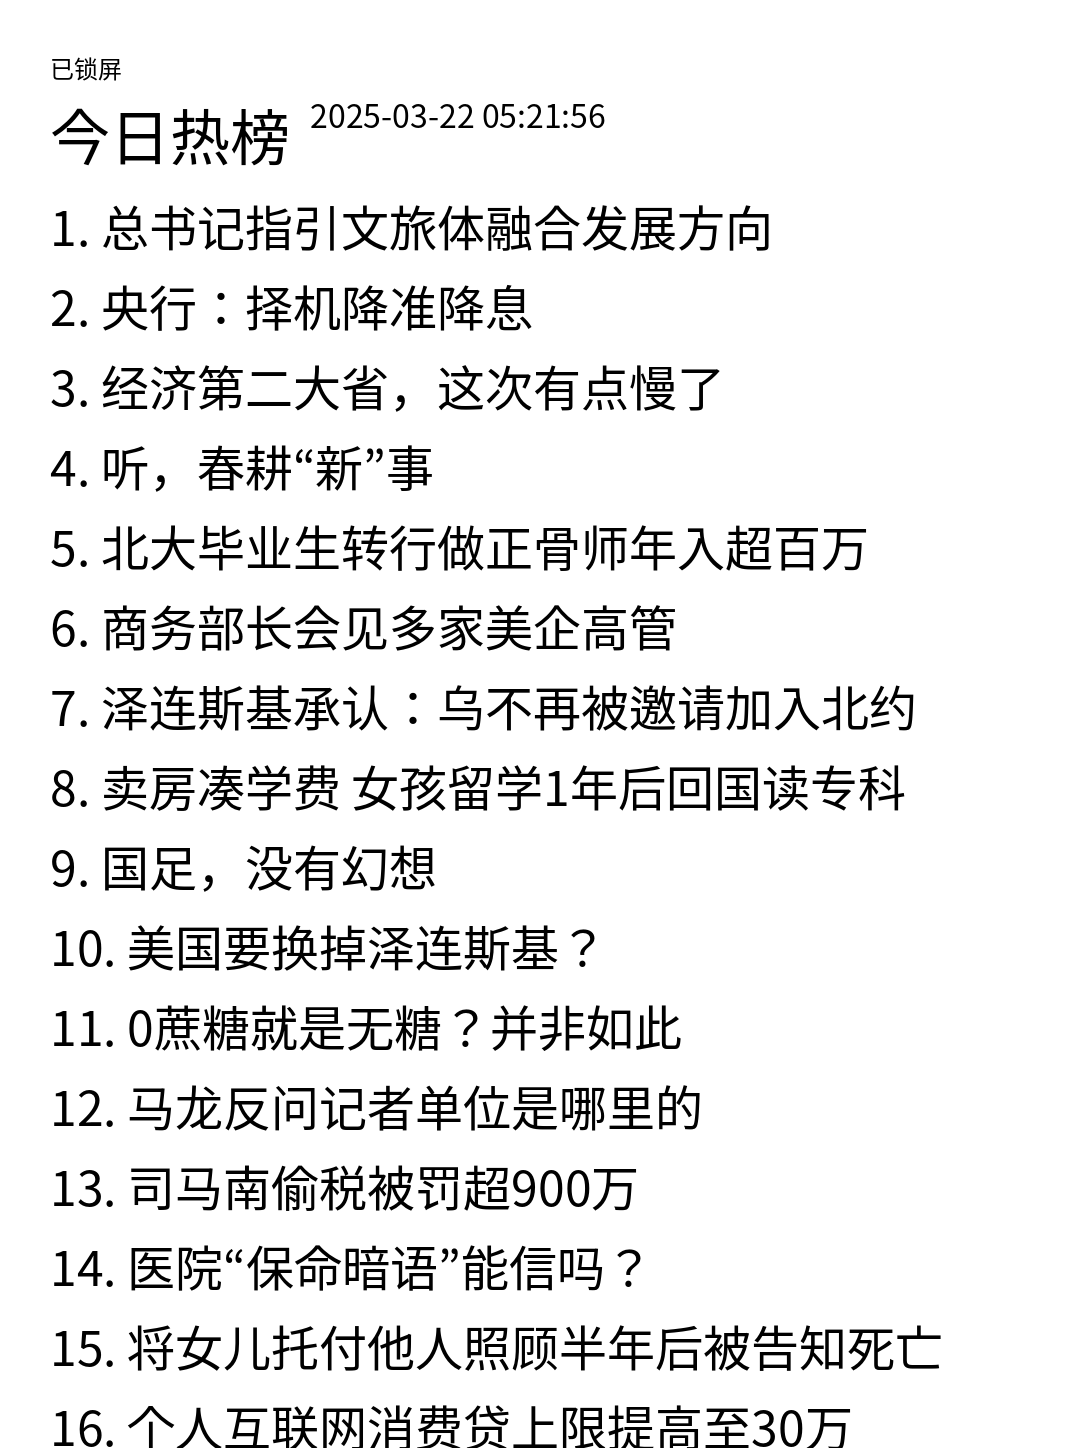 已锁屏
今日热榜 2025-03-22 05:21:56
1. 总书记指引文旅体融合发展方向
2. 央行：择机降准降息
3. 经济第二大省，这次有点慢了
4. 听，春耕“新”事
5. 北大毕业生转行做正骨师年入超百万
6. 商务部长会见多家美企高管
7. 泽连斯基承认：乌不再被邀请加入北约
8. 卖房凑学费 女孩留学1年后回国读专科
9. 国足，没有幻想
10. 美国要换掉泽连斯基？
11. 0蔗糖就是无糖？并非如此
12. 马龙反问记者单位是哪里的
13. 司马南偷税被罚超900万
14. 医院“保命暗语”能信吗？
15. 将女儿托付他人照顾半年后被告知死亡
16. 个人互联网消费贷上限提高至30万